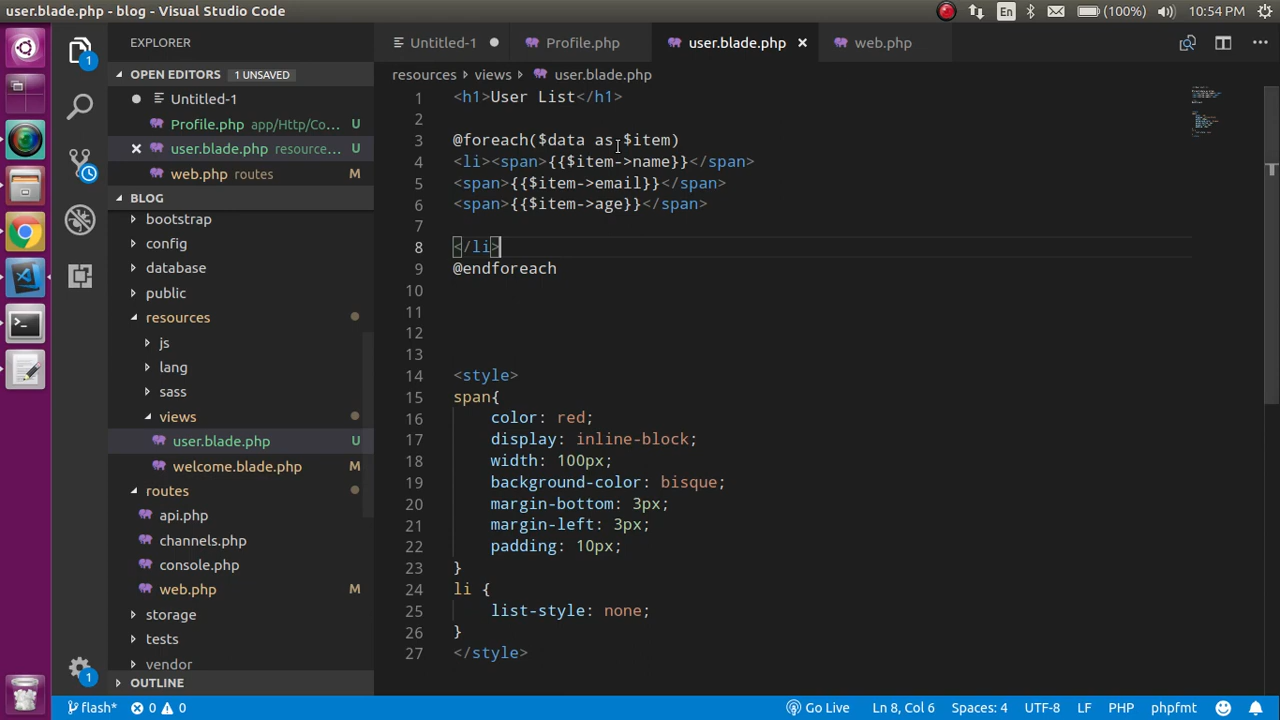 user.blade.php - blog - Visual Studio Code
En
(100%)
10:54 PM
EXPLORER
OPEN EDITORS 1 UNSAVED
Untitled-1
Profile.php app/Http/Co... U
user.blade.php resource... U
web.php routes M
BLOG
bootstrap
config
database
public
resources
js
lang
sass
views
user.blade.php U
welcome.blade.php M
routes
api.php
channels.php
console.php
web.php M
storage
tests
vendor
OUTLINE
1
1
Untitled-1
Profile.php
user.blade.php
web.php
resources views user.blade.php
1 <h1>User List</h1>
2
3 @foreach($data as $item)
4 <li><span>{{$item->name}}</span>
5 <span>{{$item->email}}</span>
6 <span>{{$item->age}}</span>
7
8 </li>
9 @endforeach
10
11
12
13
14 <style>
15 span{
16 color: red;
17 display: inline-block;
18 width: 100px;
19 background-color: bisque;
20 margin-bottom: 3px;
21 margin-left: 3px;
22 padding: 10px;
23 }
24 li {
25 list-style: none;
26 }
27 </style>
flash* 0 0 Go Live Ln 8, Col 6 Spaces: 4 UTF-8 LF PHP phpfmt